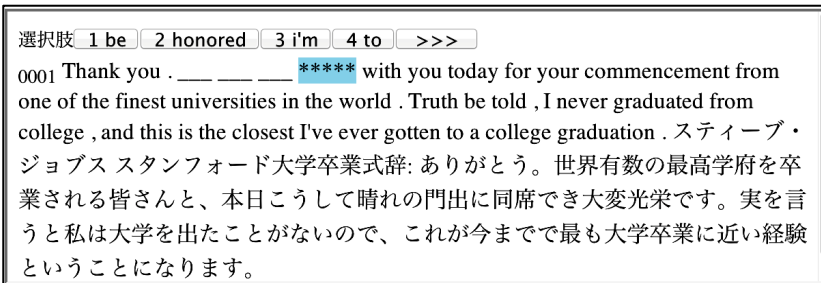 選択肢 1 be 2 honored 3 i'm 4 to >>>
0001 Thank you . ___ ___ ___ ***** with you today for your commencement from
one of the finest universities in the world . Truth be told , I never graduated from
college , and this is the closest I've ever gotten to a college graduation . スティーブ・
ジョブス スタンフォード大学卒業式辞: ありがとう。世界有数の最高学府を卒
業される皆さんと、本日こうして晴れの門出に同席でき大変光栄です。実を言
うと私は大学を出たことがないので、これが今までで最も大学卒業に近い経験
ということになります。